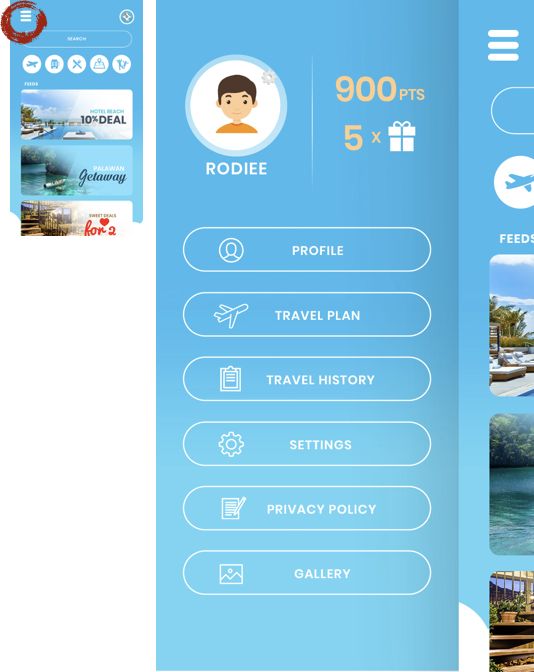 SEARCH
FEEDS
HOTEL BEACH
10% DEAL
PALAWAN
Getaway
SWEET DEALS
for 2
900 PTS
5 x
RODIEE
PROFILE
TRAVEL PLAN
TRAVEL HISTORY
SETTINGS
PRIVACY POLICY
GALLERY
FEEDS